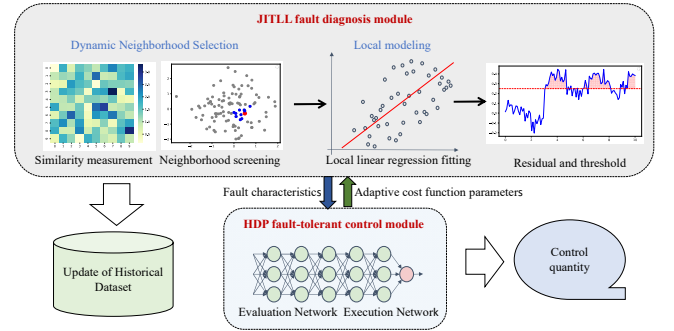 JITLL fault diagnosis module
Dynamic Neighborhood Selection
Local modeling
Similarity measurement
Neighborhood screening
Local linear regression fitting
Residual and threshold
Fault characteristics
Adaptive cost function parameters
HDP fault-tolerant control module
Update of Historical
Dataset
Evaluation Network
Execution Network
Control
quantity